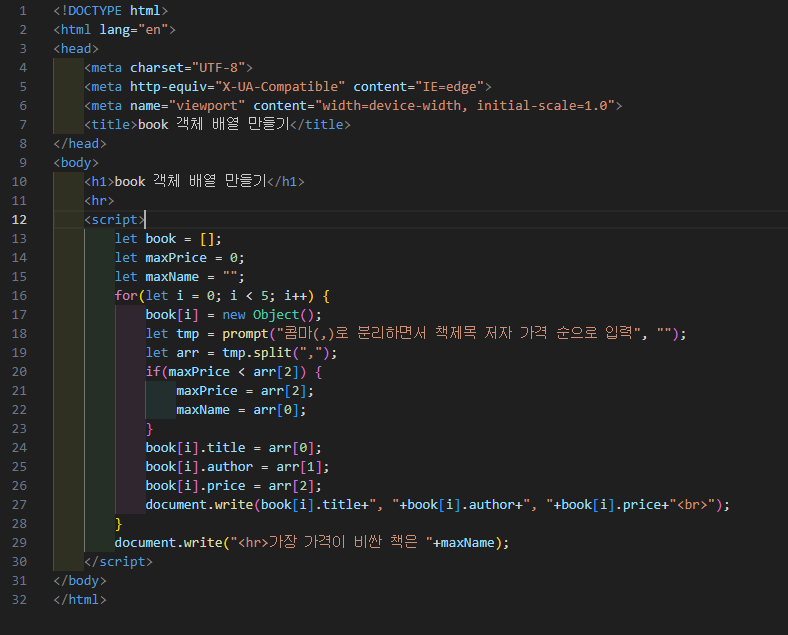 1 <!DOCTYPE html>
2 <html lang="en">
3 <head>
4 <meta charset="UTF-8">
5 <meta http-equiv="X-UA-Compatible" content="IE=edge">
6 <meta name="viewport" content="width=device-width, initial-scale=1.0">
7 <title>book 객체 배열 만들기</title>
8 </head>
9 <body>
10 <h1>book 객체 배열 만들기</h1>
11 <hr>
12 <script>
13 let book = [];
14 let maxPrice = 0;
15 let maxName = "";
16 for(let i = 0; i < 5; i++) {
17 book[i] = new Object();
18 let tmp = prompt("콤마(,)로 분리하면서 책제목 저자 가격 순으로 입력", "");
19 let arr = tmp.split(",");
20 if(maxPrice < arr[2]) {
21 maxPrice = arr[2];
22 maxName = arr[0];
23 }
24 book[i].title = arr[0];
25 book[i].author = arr[1];
26 book[i].price = arr[2];
27 document.write(book[i].title+", "+book[i].author+", "+book[i].price+"<br>");
28 }
29 document.write("<hr>가장 가격이 비싼 책은 "+maxName);
30 </script>
31 </body>
32 </html>